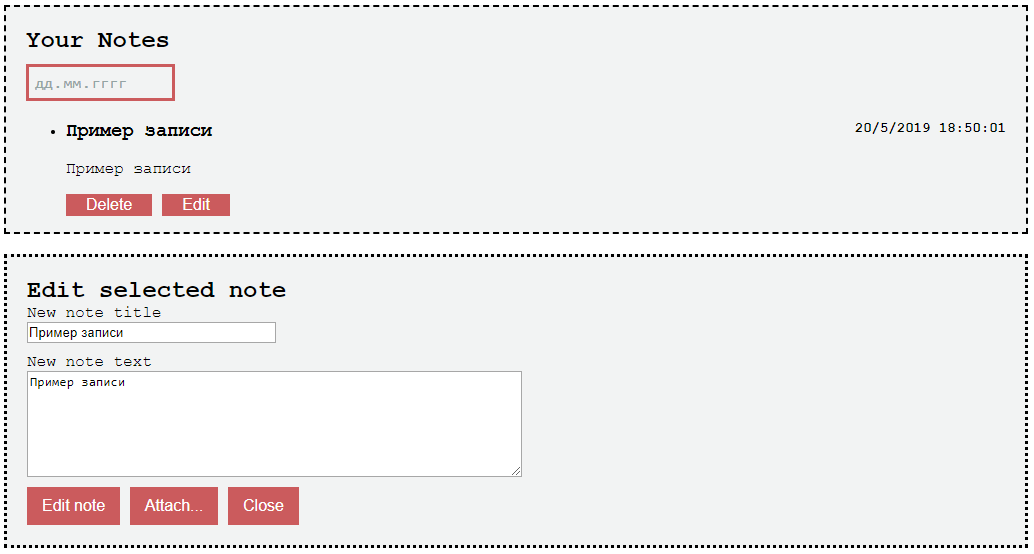 Your Notes
дд.мм.гггг
Пример записи 20/5/2019 18:50:01
Пример записи
Delete Edit
Edit selected note
New note title
Пример записи
New note text
Пример записи
Edit note Attach... Close